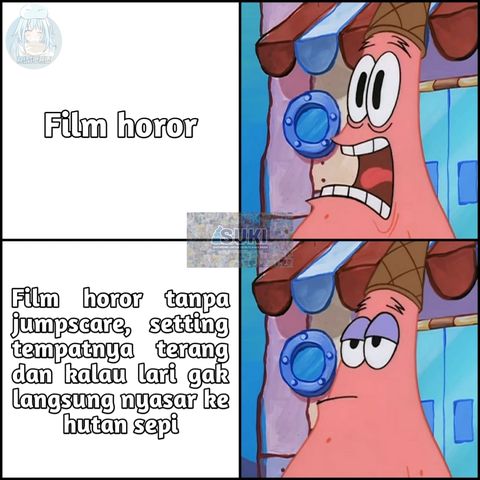 Film horor
SUKI
Film horor tanpa
jumpscare, setting
tempatnya terang
dan kalau lari gak
langsung nyasar ke
hutan sepi